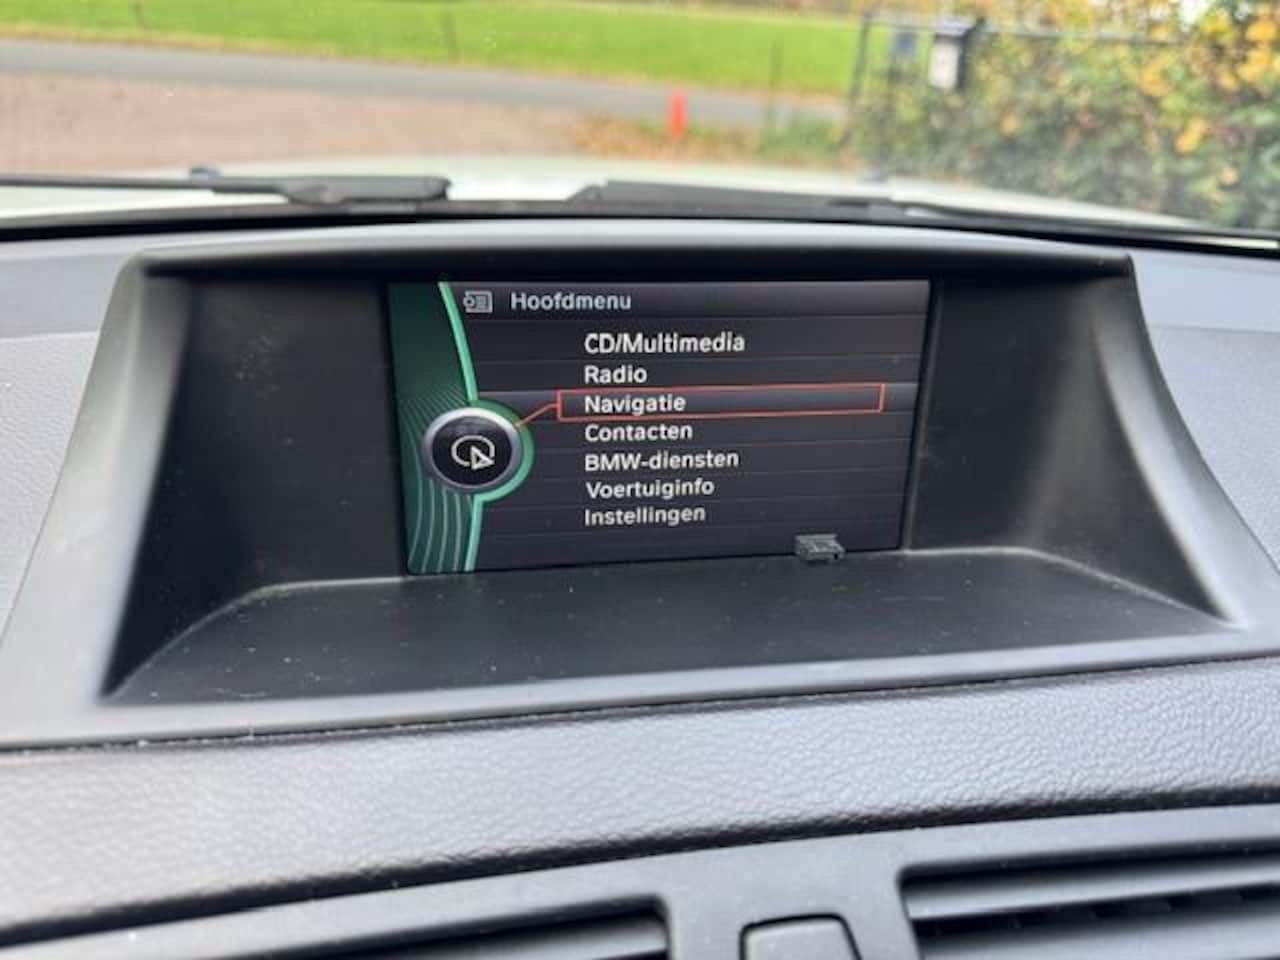 Hoofdmenu
CD/Multimedia
Radio
Navigatie
Contacten
BMW-diensten
Voertuiginfo
Instellingen